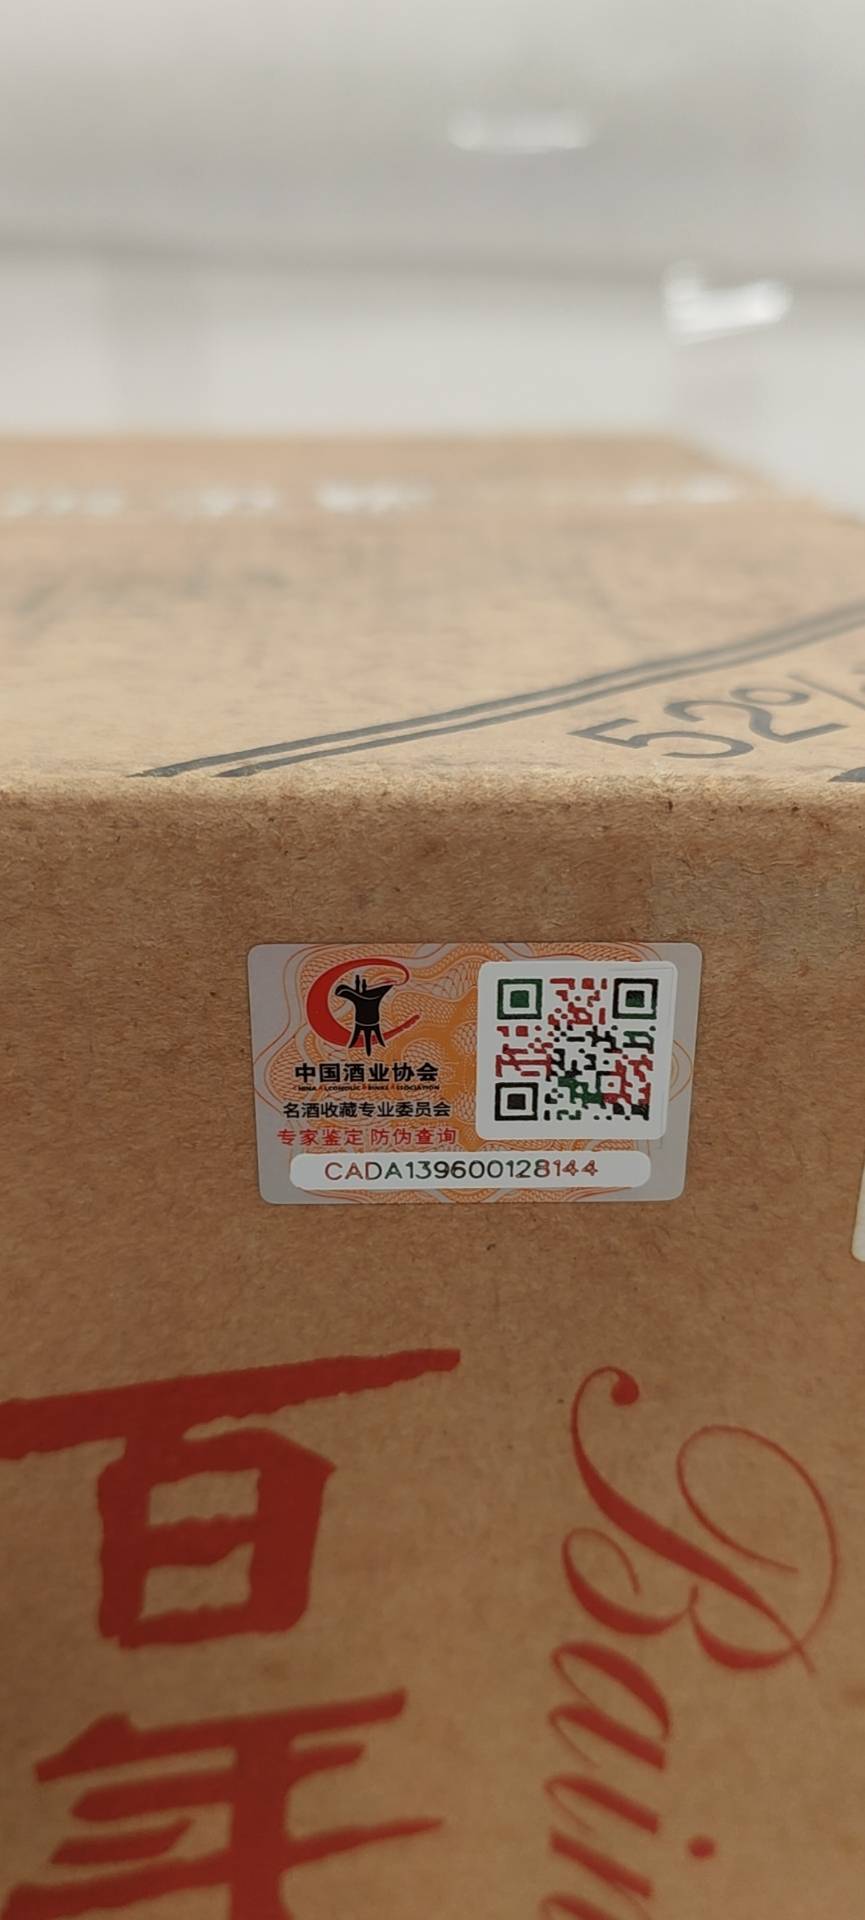 52%
中国酒业协会
名酒收藏专业委员会
专家鉴定 防伪查询
CADA139600128144
百年
Bain